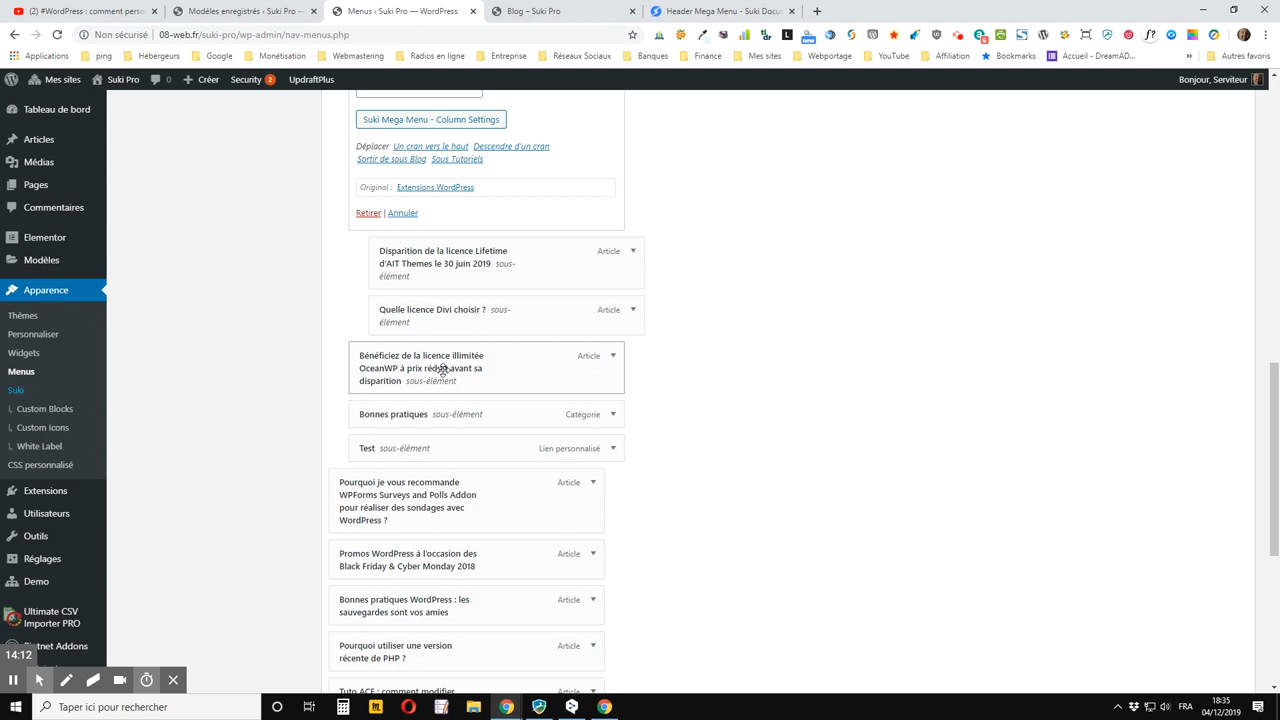 (2) #WordPress : comment person
Modèles enregistrés ‹ Suki Pro —
Menus ‹ Suki Pro — WordPress
Blog – Suki Pro
Header Mega Menu - Suki Docu
Non sécurisé
08-web.fr/suki-pro/wp-admin/nav-menus.php
Applications
ping
Hébergeurs
Google
Monétisation
Webmastering
Radios en ligne
Entreprise
Réseaux Sociaux
Banques
Finance
Mes sites
Webportage
YouTube
Affiliation
Bookmarks
Accueil - DreamAD...
Autres favoris
Mes sites
Suki Pro
0
Créer
Security 2
UpdraftPlus
Bonjour, Serviteur
Tableau de bord
Articles
Médias
Pages
Commentaires
Elementor
Modèles
Apparence
Thèmes
Personnaliser
Widgets
Menus
Suki
Custom Blocks
Custom Icons
White Label
CSS personnalisé
Extensions
Utilisateurs
Outils
Réglages
Demo
Ultimate CSV
Importer PRO
14:12
Suki Mega Menu - Column Settings
Déplacer Un cran vers le haut Descendre d'un cran
Sortir de sous Blog Sous Tutoriels
Original : Extensions WordPress
Retirer | Annuler
Disparition de la licence Lifetime
d'AIT Themes le 30 juin 2019 sous-
élément
Article
Quelle licence Divi choisir ? sous-
élément
Article
Bénéficiez de la licence illimitée
OceanWP à prix réduit avant sa
disparition sous-élément
Article
Bonnes pratiques sous-élément
Catégorie
Test sous-élément
Lien personnalisé
Pourquoi je vous recommande
WPForms Surveys and Polls Addon
pour réaliser des sondages avec
WordPress ?
Article
Promos WordPress à l'occasion des
Black Friday & Cyber Monday 2018
Article
Bonnes pratiques WordPress : les
sauvegardes sont vos amies
Article
Pourquoi utiliser une version
récente de PHP ?
Article
Tuto ACF : comment modifier
Article
Taper ici pour rechercher
FRA
18:35
04/12/2019